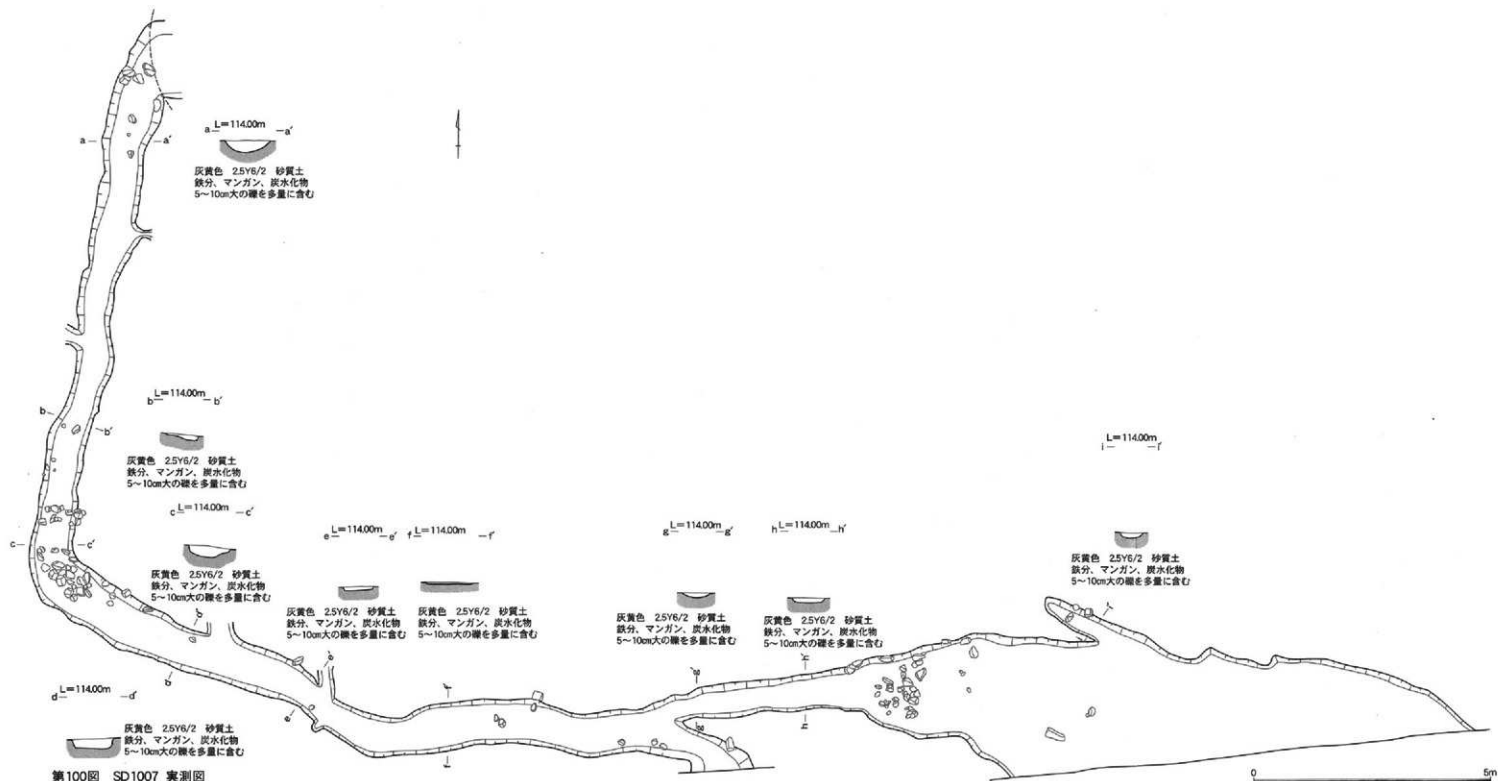 a L=114.00m a'
a a'
灰黄色 2.5Y6/2 砂質土
鉄分、マンガン、炭水化物
5〜10cm大の礫を多量に含む
b L=114.00m b'
b b'
灰黄色 2.5Y6/2 砂質土
鉄分、マンガン、炭水化物
5〜10cm大の礫を多量に含む
c L=114.00m c'
c c'
灰黄色 2.5Y6/2 砂質土
鉄分、マンガン、炭水化物
5〜10cm大の礫を多量に含む
e L=114.00m e'
灰黄色 2.5Y6/2 砂質土
鉄分、マンガン、炭水化物
5〜10cm大の礫を多量に含む
f L=114.00m f'
灰黄色 2.5Y6/2 砂質土
鉄分、マンガン、炭水化物
5〜10cm大の礫を多量に含む
g L=114.00m g'
灰黄色 2.5Y6/2 砂質土
鉄分、マンガン、炭水化物
5〜10cm大の礫を多量に含む
h L=114.00m h'
灰黄色 2.5Y6/2 砂質土
鉄分、マンガン、炭水化物
5〜10cm大の礫を多量に含む
i L=114.00m i'
灰黄色 2.5Y6/2 砂質土
鉄分、マンガン、炭水化物
5〜10cm大の礫を多量に含む
d L=114.00m d'
灰黄色 2.5Y6/2 砂質土
鉄分、マンガン、炭水化物
5〜10cm大の礫を多量に含む
第100図 SD1007 実測図
0 5m